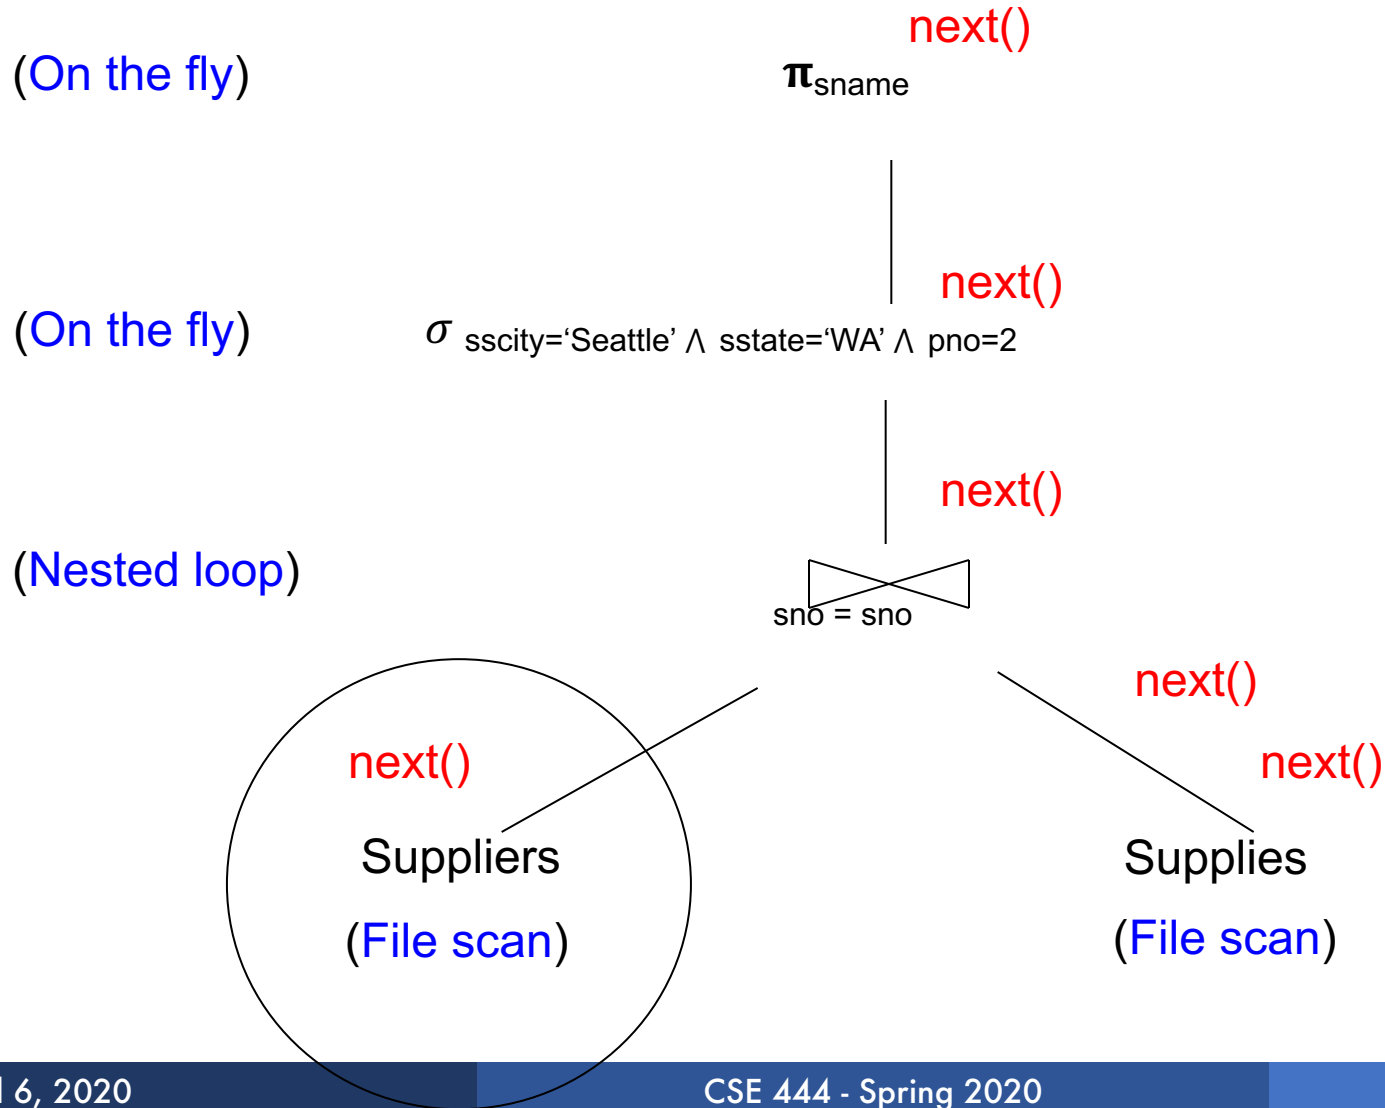 next()
(On the fly) πsname
next()
(On the fly) σ sscity=‘Seattle’ ∧ sstate=‘WA’ ∧ pno=2
next()
(Nested loop)
sno = sno
next()
next() next()
Suppliers Supplies
(File scan) (File scan)
6, 2020 CSE 444 - Spring 2020